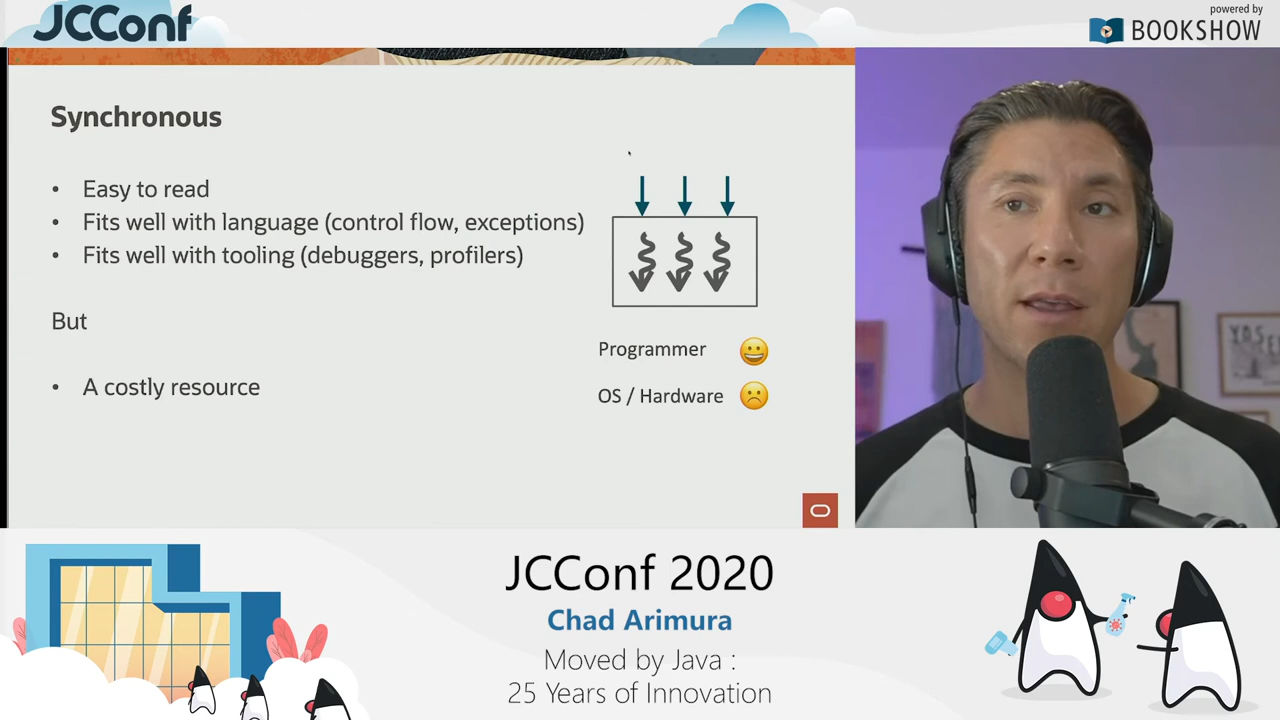 JCConf
powered by
BOOKSHOW
Synchronous
• Easy to read
• Fits well with language (control flow, exceptions)
• Fits well with tooling (debuggers, profilers)
But
• A costly resource
Programmer
OS / Hardware
JCConf 2020
Chad Arimura
Moved by Java :
25 Years of Innovation